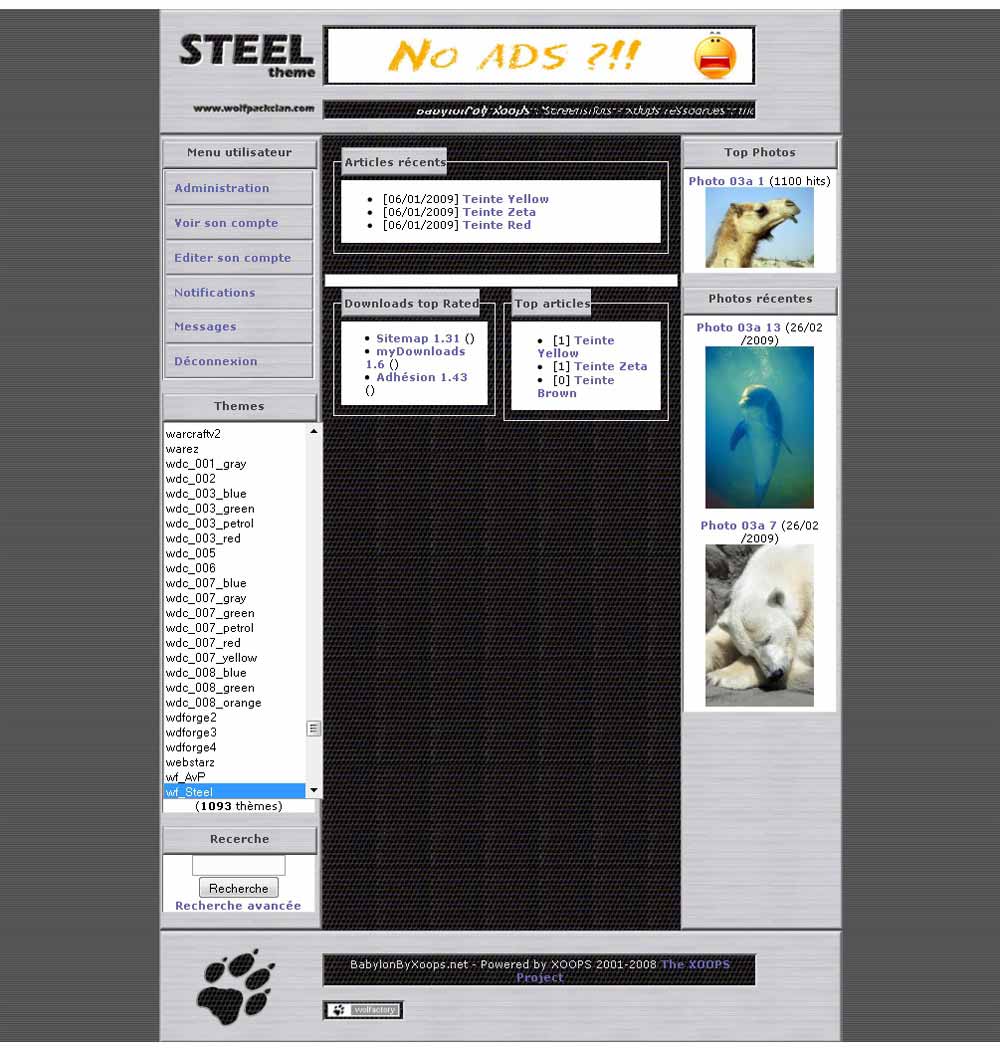 STEEL
theme
www.wolfpackclan.com
No ADS ?!!
BabylonBy Xoops
Menu utilisateur
Administration
Voir son compte
Editer son compte
Notifications
Messages
Déconnexion
Themes
warcraftv2
warez
wdc_001_gray
wdc_002
wdc_003_blue
wdc_003_green
wdc_003_petrol
wdc_003_red
wdc_005
wdc_006
wdc_007_blue
wdc_007_gray
wdc_007_green
wdc_007_petrol
wdc_007_red
wdc_007_yellow
wdc_008_blue
wdc_008_green
wdc_008_orange
wdforge2
wdforge3
wdforge4
webstarz
wf_AvP
wf_Steel
(1093 thèmes)
Recerche
Recherche
Recherche avancée
Articles récents
[06/01/2009] Teinte Yellow
[06/01/2009] Teinte Zeta
[06/01/2009] Teinte Red
Downloads top Rated
Sitemap 1.31 ()
myDownloads
1.6 ()
Adhésion 1.43
()
Top articles
[1] Teinte
Yellow
[1] Teinte Zeta
[0] Teinte
Brown
Top Photos
Photo 03a 1 (1100 hits)
Photos récentes
Photo 03a 13 (26/02
/2009)
Photo 03a 7 (26/02
/2009)
BabylonByXoops.net - Powered by XOOPS 2001-2008 The XOOPS
Project
wolfactory